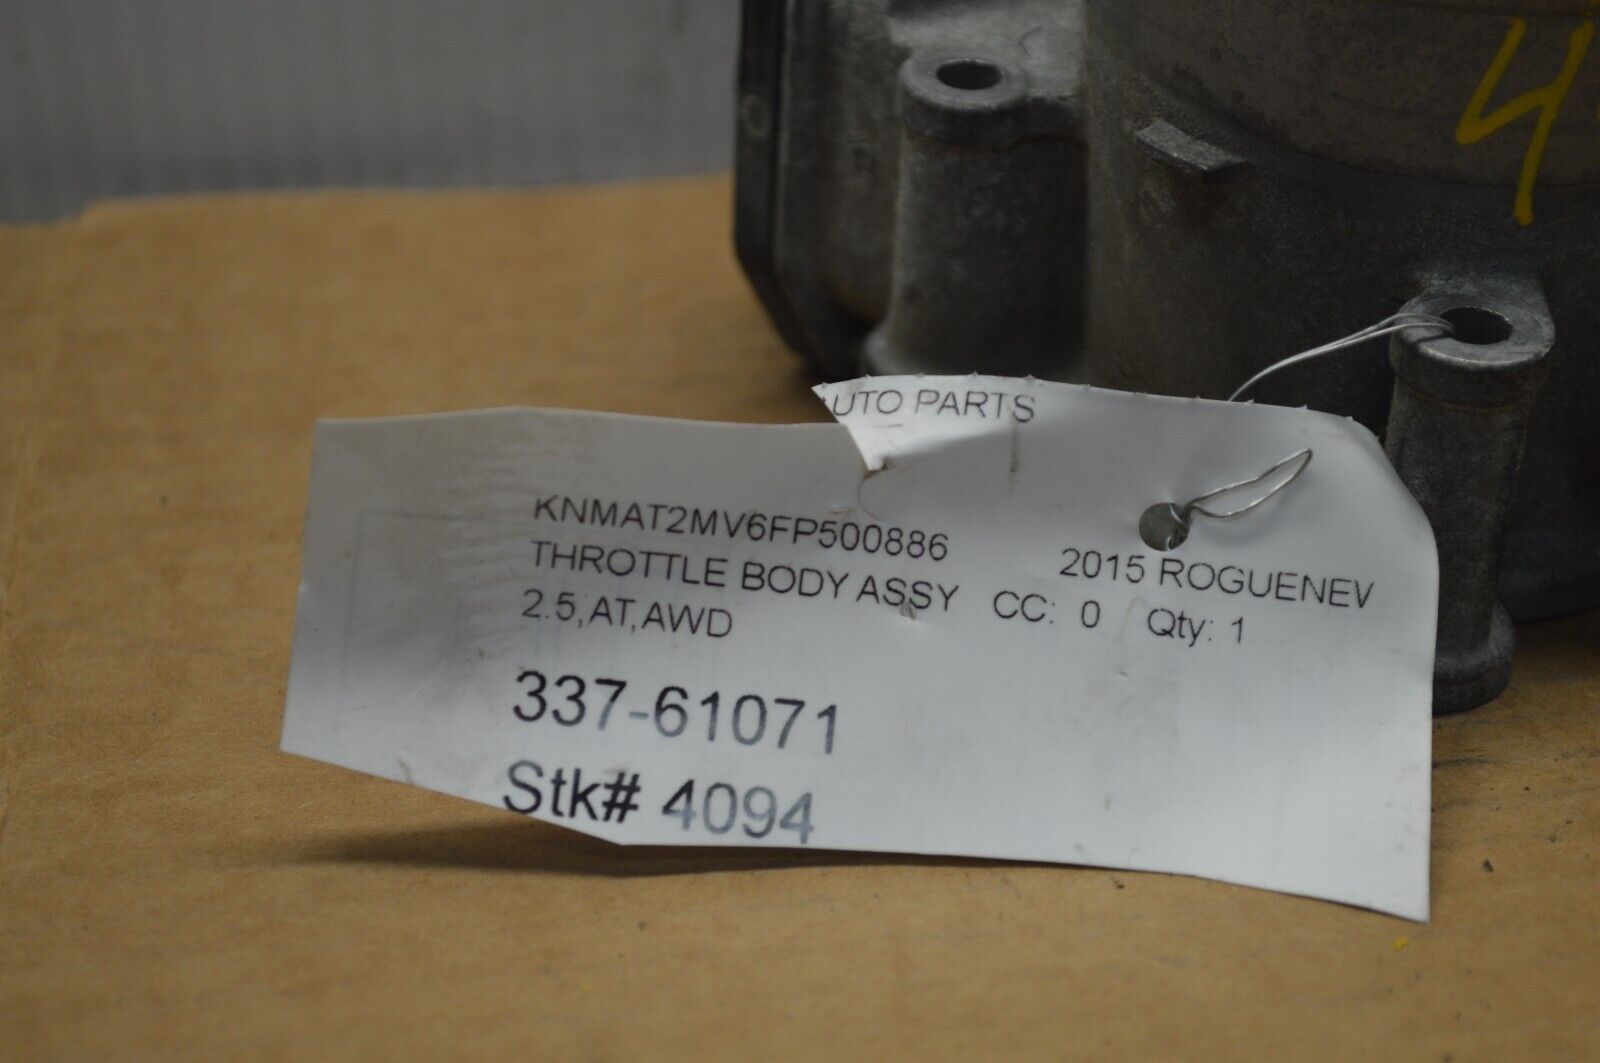 UTO PARTS
KNMAT2MV6FP500886
2015 ROGUENEV
THROTTLE BODY ASSY CC: 0 Qty: 1
2.5,AT,AWD
337-61071
Stk# 4094
4